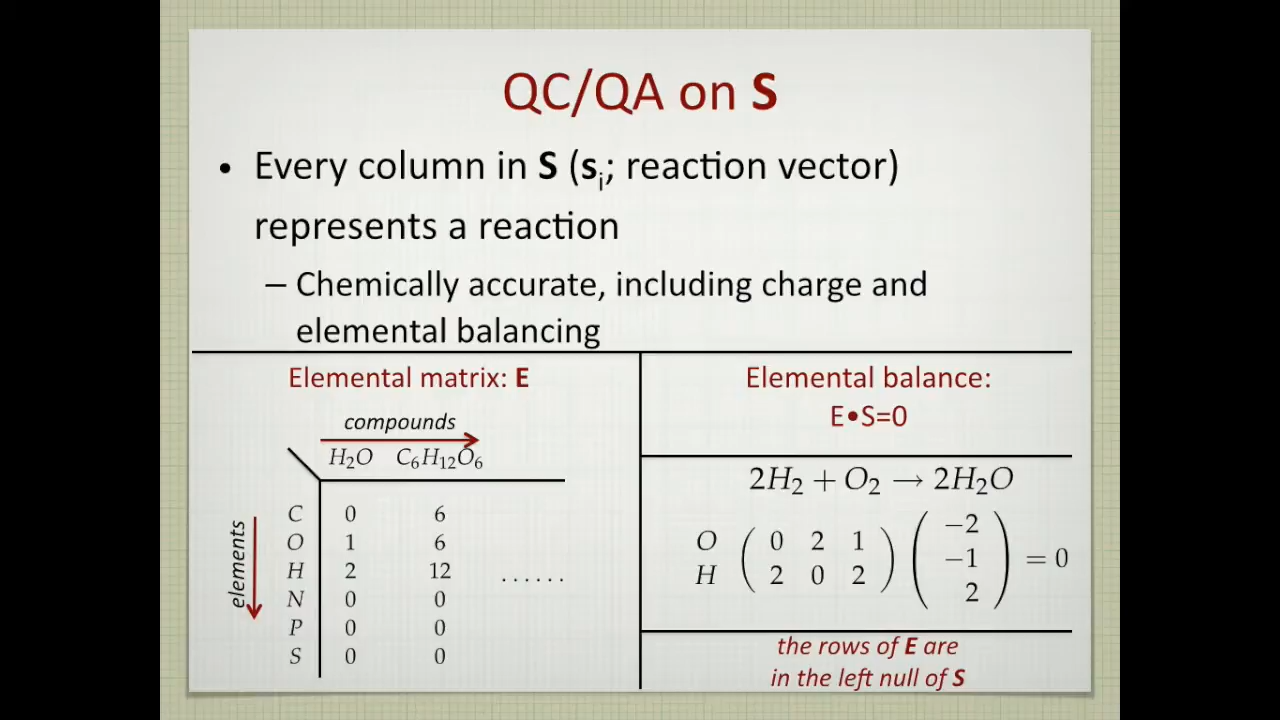 QC/QA on S
• Every column in S (sᵢ; reaction vector)
represents a reaction
– Chemically accurate, including charge and
elemental balancing
Elemental matrix: E
compounds
H₂O C₆H₁₂O₆
elements
C 0 6
O 1 6
H 2 12 ......
N 0 0
P 0 0
S 0 0
Elemental balance:
E•S=0
2H₂ + O₂ → 2H₂O
O ( 0 2 1 ) ( −2
H ( 2 0 2 ) −1 = 0
2 )
the rows of E are
in the left null of S